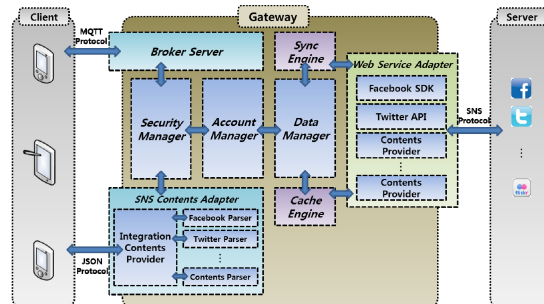 Client
Gateway
Server
MQTT
Protocol
Broker Server
Sync
Engine
Web Service Adapter
Facebook SDK
Twitter API
Contents
Provider
Contents
Provider
SNS
Protocol
Security
Manager
Account
Manager
Data
Manager
Cache
Engine
SNS Contents Adapter
Integration
Contents
Provider
Facebook Parser
Twitter Parser
Contents Parser
JSON
Protocol
flickr